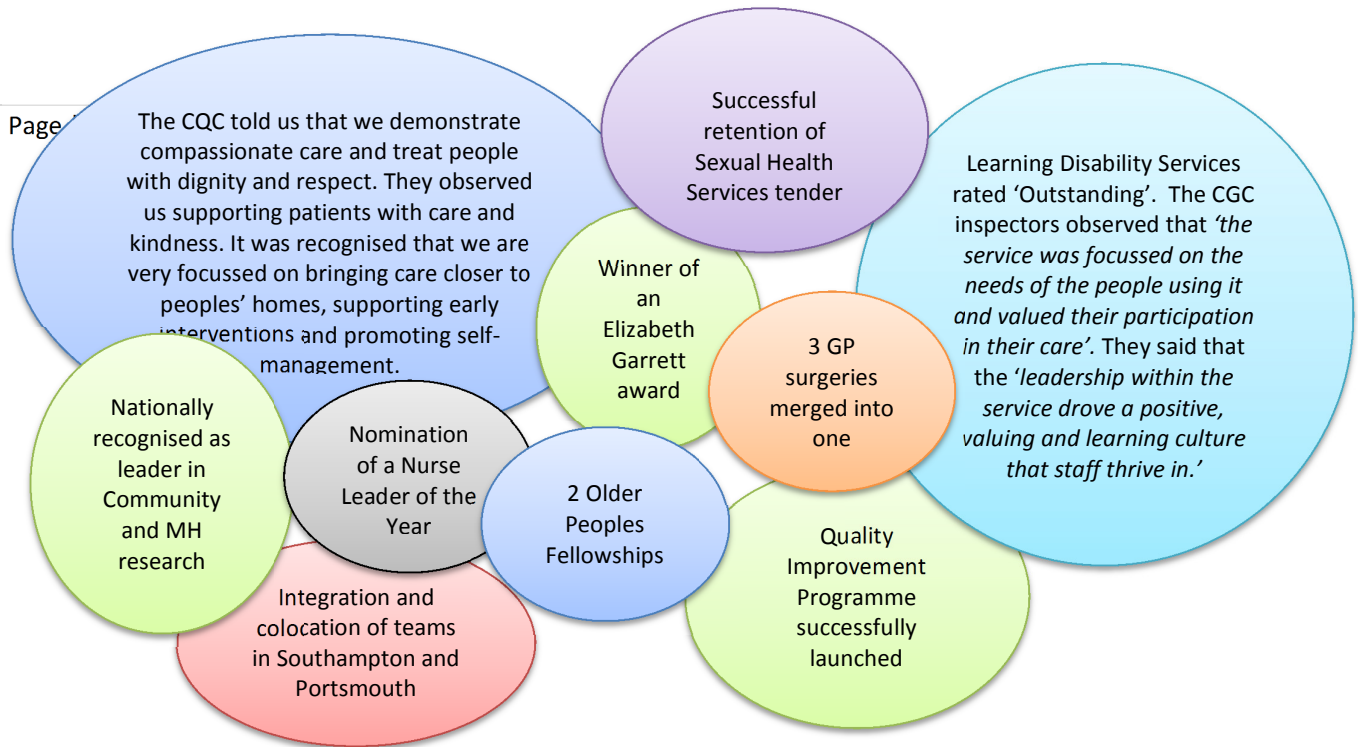 Page
The CQC told us that we demonstrate
compassionate care and treat people
with dignity and respect. They observed
us supporting patients with care and
kindness. It was recognised that we are
very focussed on bringing care closer to
peoples’ homes, supporting early
interventions and promoting self-
management.
Successful
retention of
Sexual Health
Services tender
Learning Disability Services
rated ‘Outstanding’. The CGC
inspectors observed that ‘the
service was focussed on the
needs of the people using it
and valued their participation
in their care’. They said that
the ‘leadership within the
service drove a positive,
valuing and learning culture
that staff thrive in.’
Winner of
an
Elizabeth
Garrett
award
3 GP
surgeries
merged into
one
Nationally
recognised as
leader in
Community
and MH
research
Nomination
of a Nurse
Leader of the
Year
2 Older
Peoples
Fellowships
Quality
Improvement
Programme
successfully
launched
Integration and
colocation of teams
in Southampton and
Portsmouth